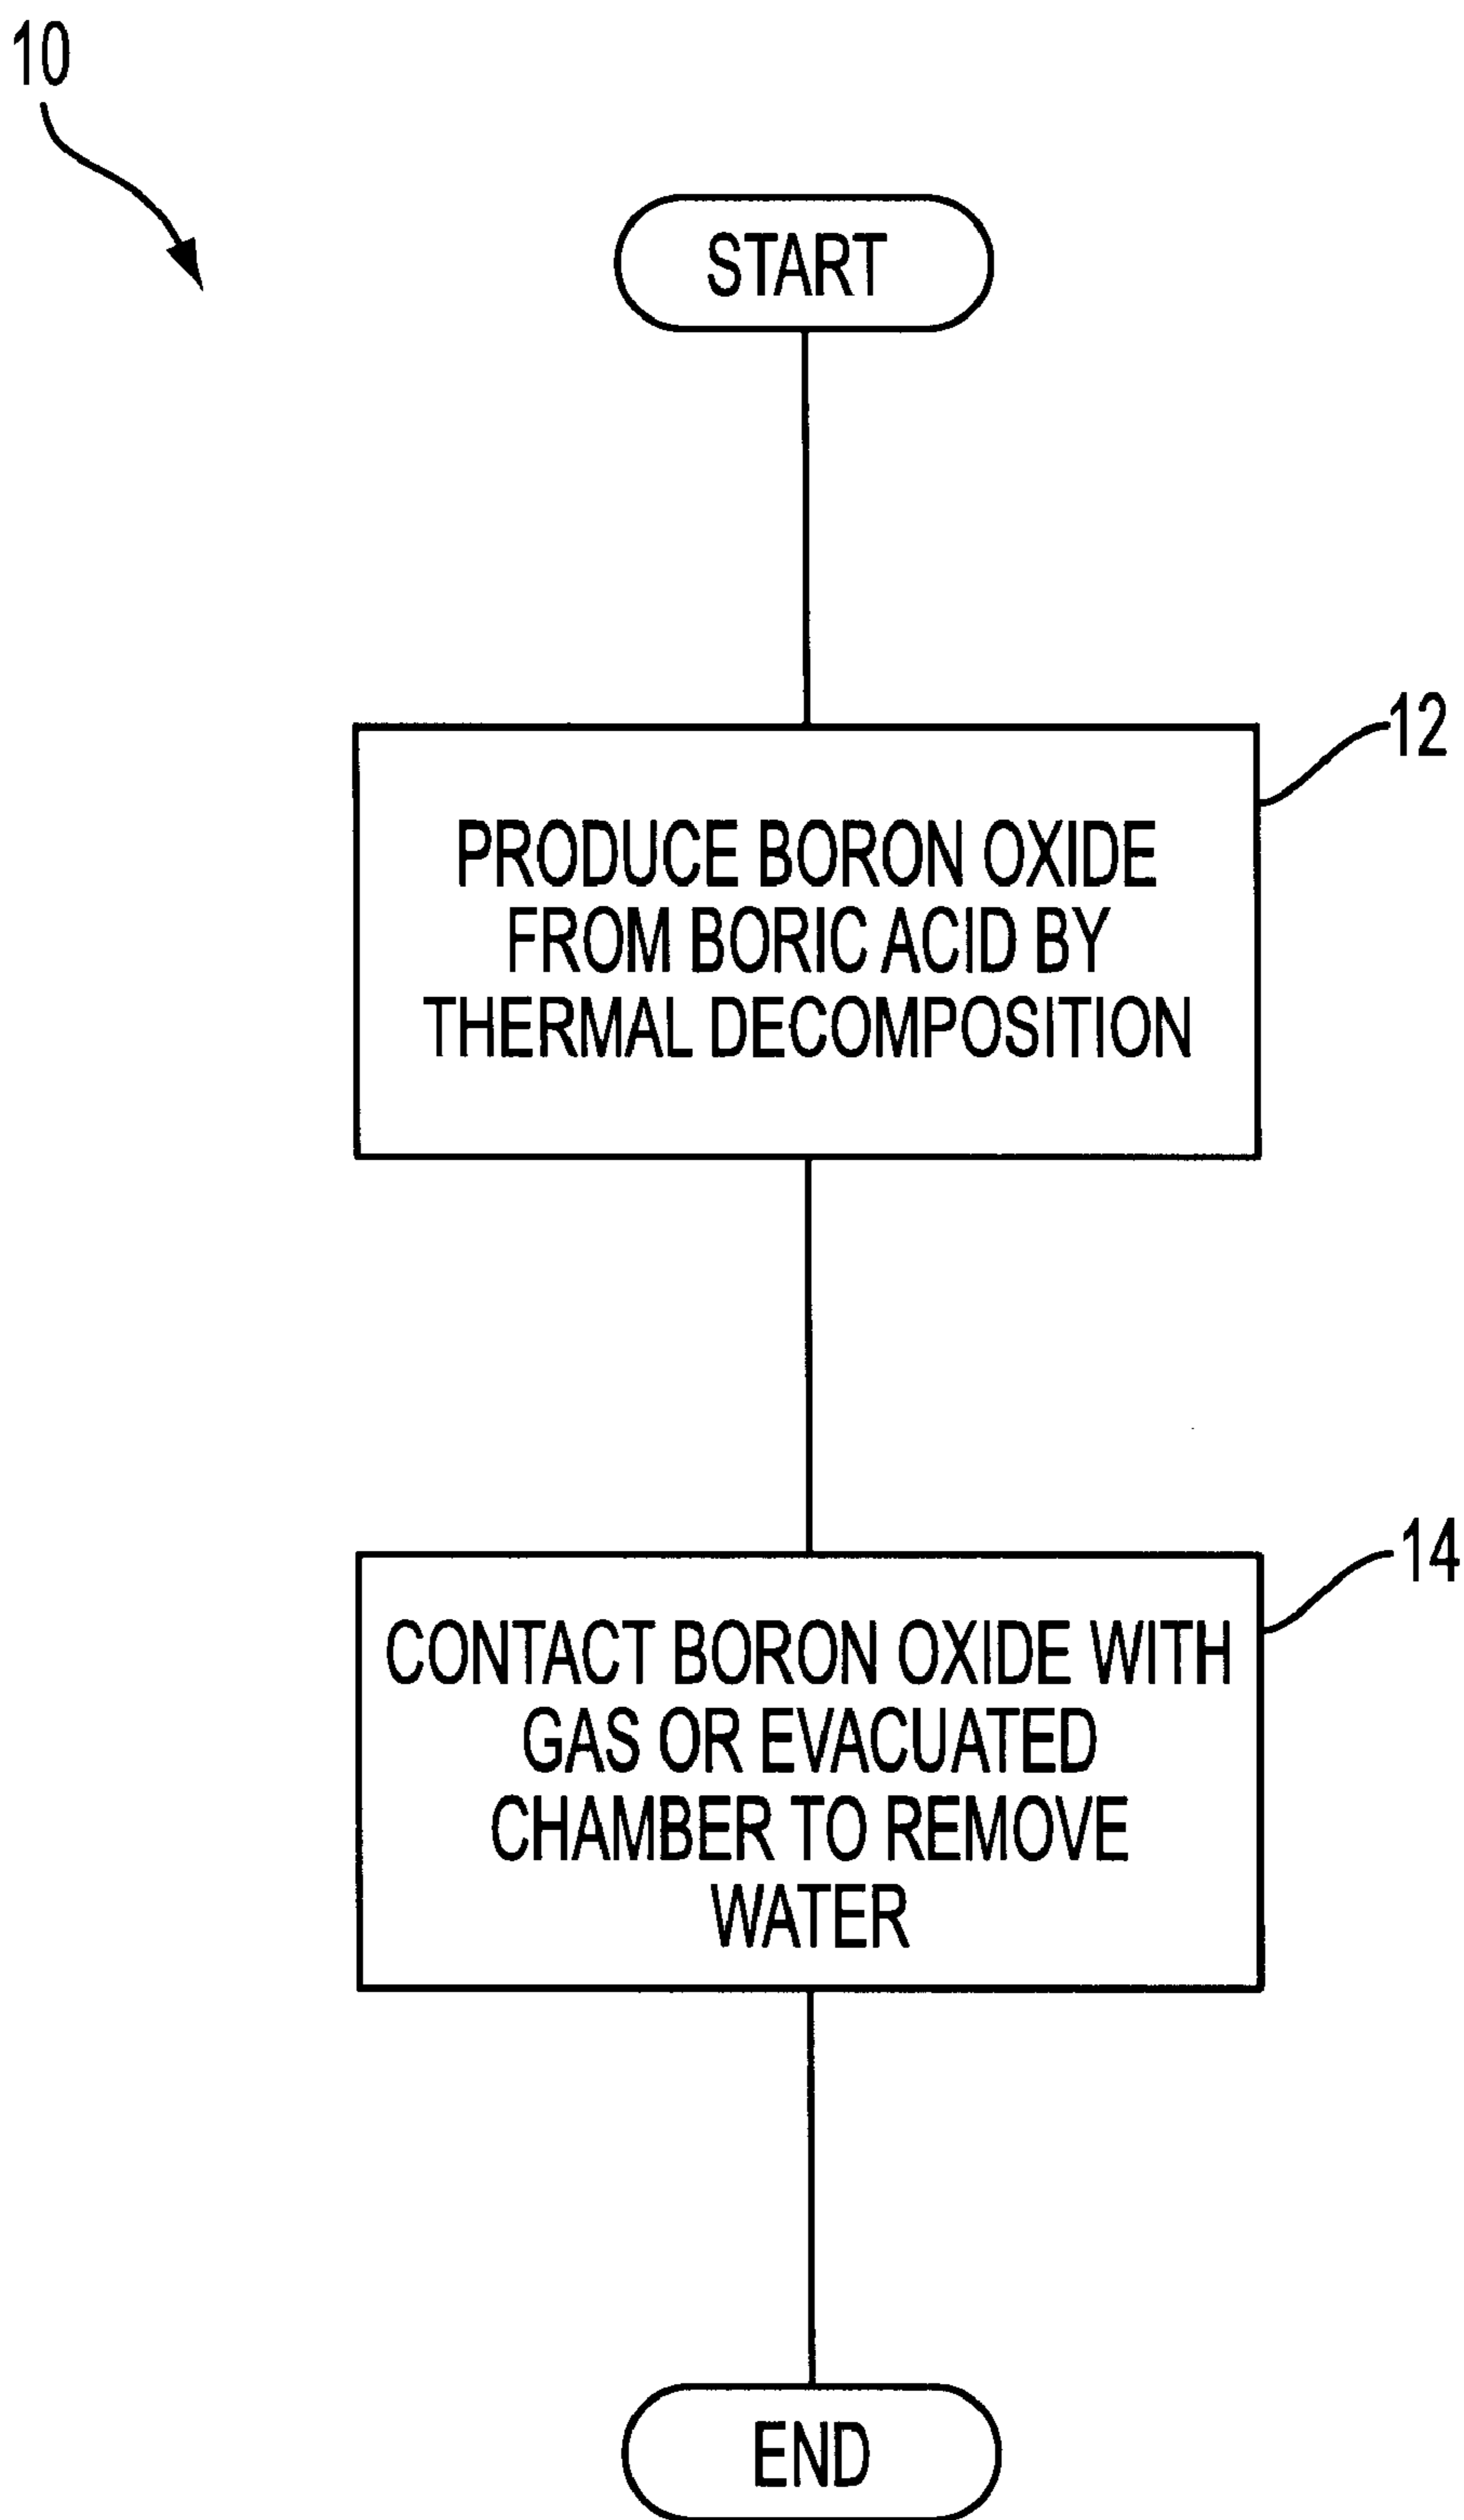 10
START
12
PRODUCE BORON OXIDE
FROM BORIC ACID BY
THERMAL DECOMPOSITION
14
CONTACT BORON OXIDE WITH
GAS OR EVACUATED
CHAMBER TO REMOVE
WATER
END